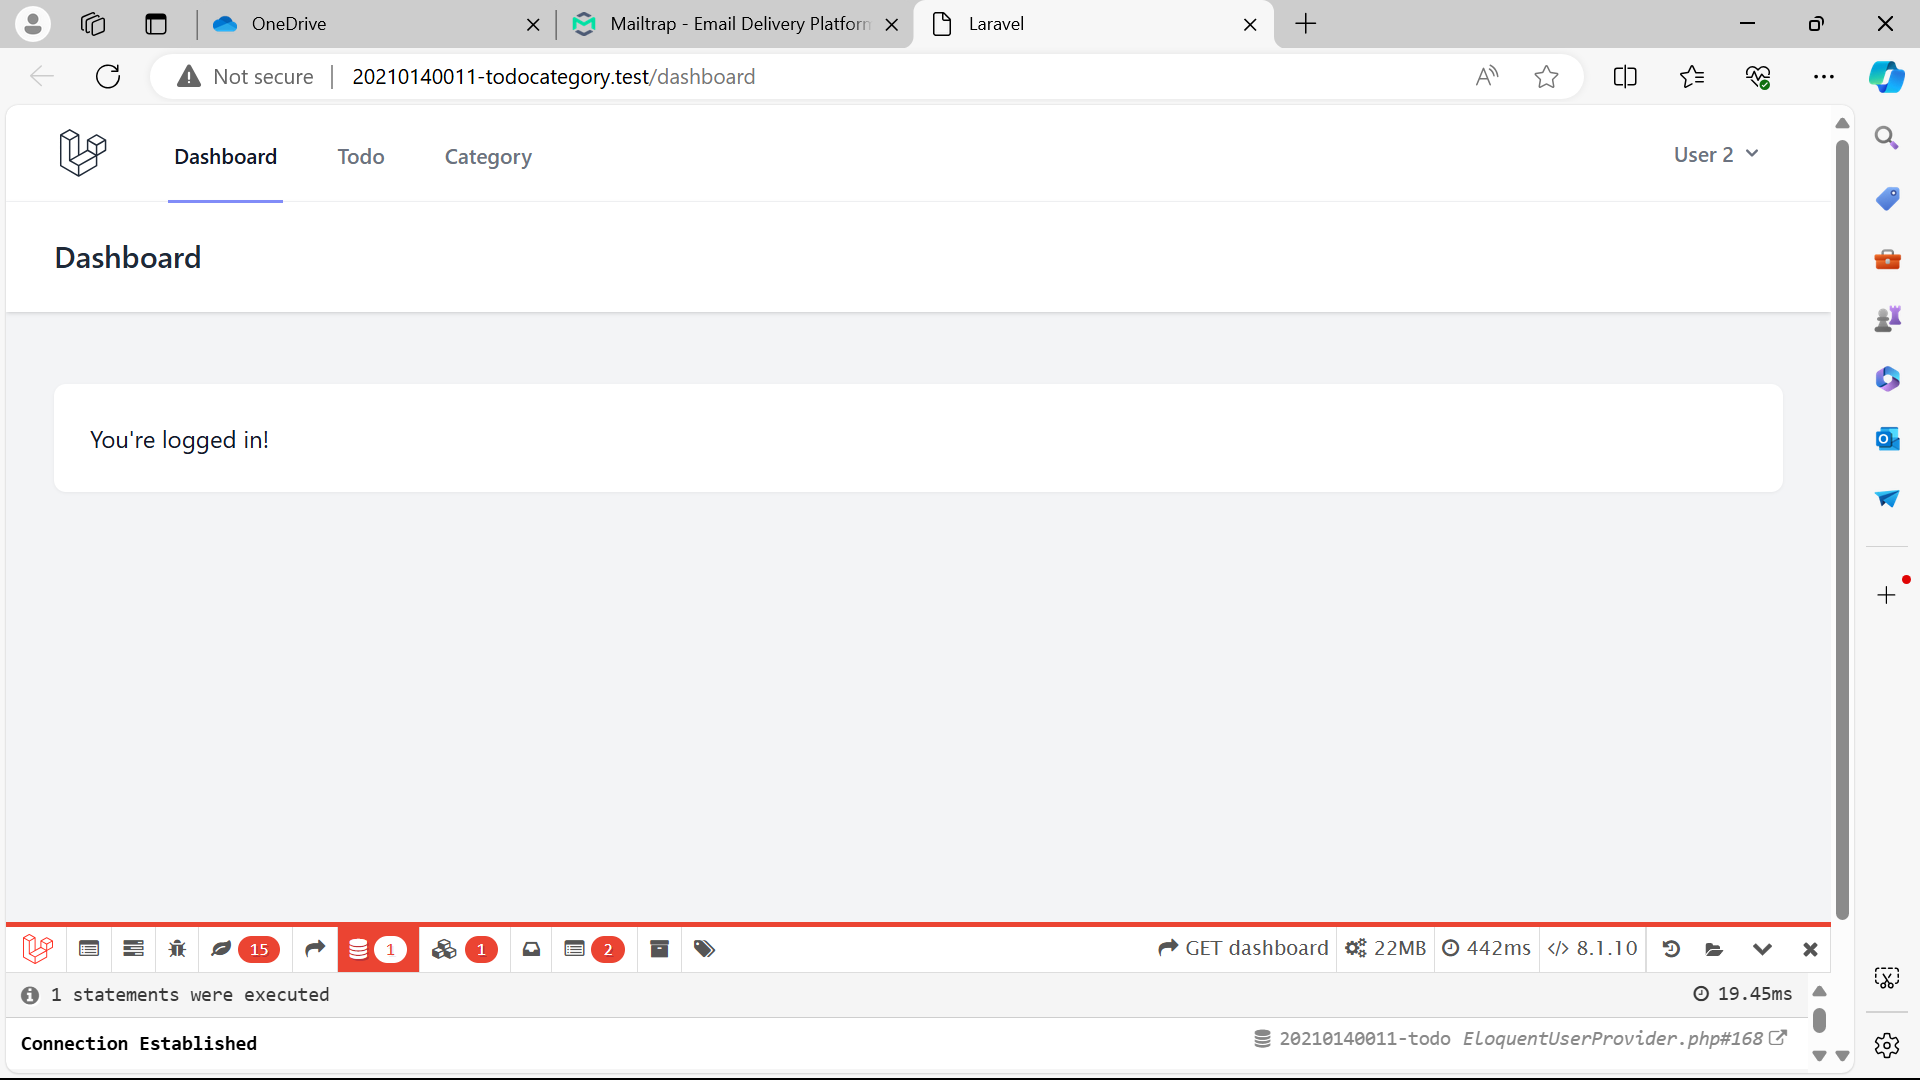 OneDrive
Mailtrap - Email Delivery Platform
Laravel
Not secure
20210140011-todocategory.test/dashboard
Dashboard
Todo
Category
User 2
Dashboard
You're logged in!
15
1
1
2
GET dashboard
22MB
442ms
8.1.10
1 statements were executed
19.45ms
Connection Established
20210140011-todo EloquentUserProvider.php#168